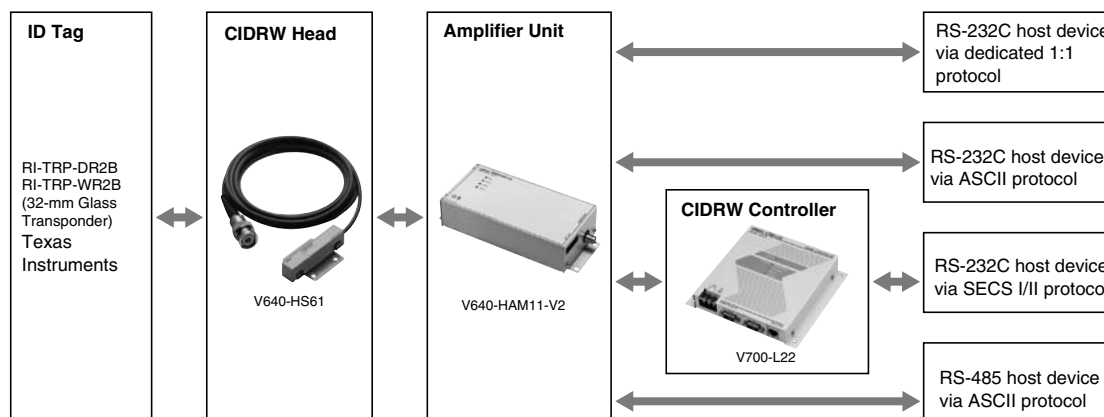 ID Tag
RI-TRP-DR2B
RI-TRP-WR2B
(32-mm Glass
Transponder)
Texas
Instruments
CIDRW Head
V640-HS61
Amplifier Unit
V640-HAM11-V2
CIDRW Controller
V700-L22
RS-232C host device
via dedicated 1:1
protocol
RS-232C host device
via ASCII protocol
RS-232C host device
via SECS I/II protocol
RS-485 host device
via ASCII protocol